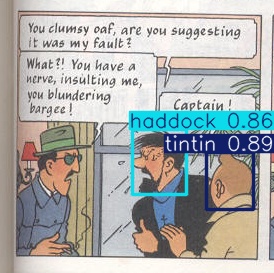 You clumsy oaf, are you suggesting
it was my fault?
What?! You have a
nerve, insulting me,
you blundering
bargee!
Captain!
haddock 0.86
tintin 0.89